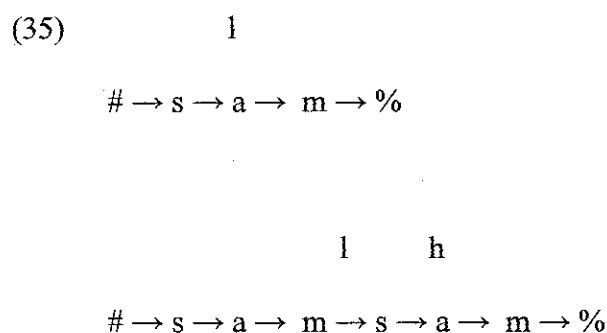 (35) l
# → s → a → m → %
l h
# → s → a → m → s → a → m → %